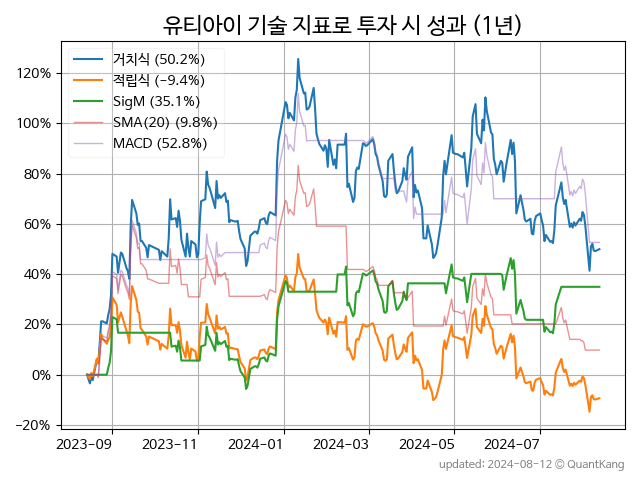 유티아이 기술 지표로 투자 시 성과 (1년)
거치식 (50.2%)
적립식 (−9.4%)
SigM (35.1%)
SMA(20) (9.8%)
MACD (52.8%)
120%
100%
80%
60%
40%
20%
0%
−20%
2023-09 2023-11 2024-01 2024-03 2024-05 2024-07
updated: 2024-08-12 © QuantKang